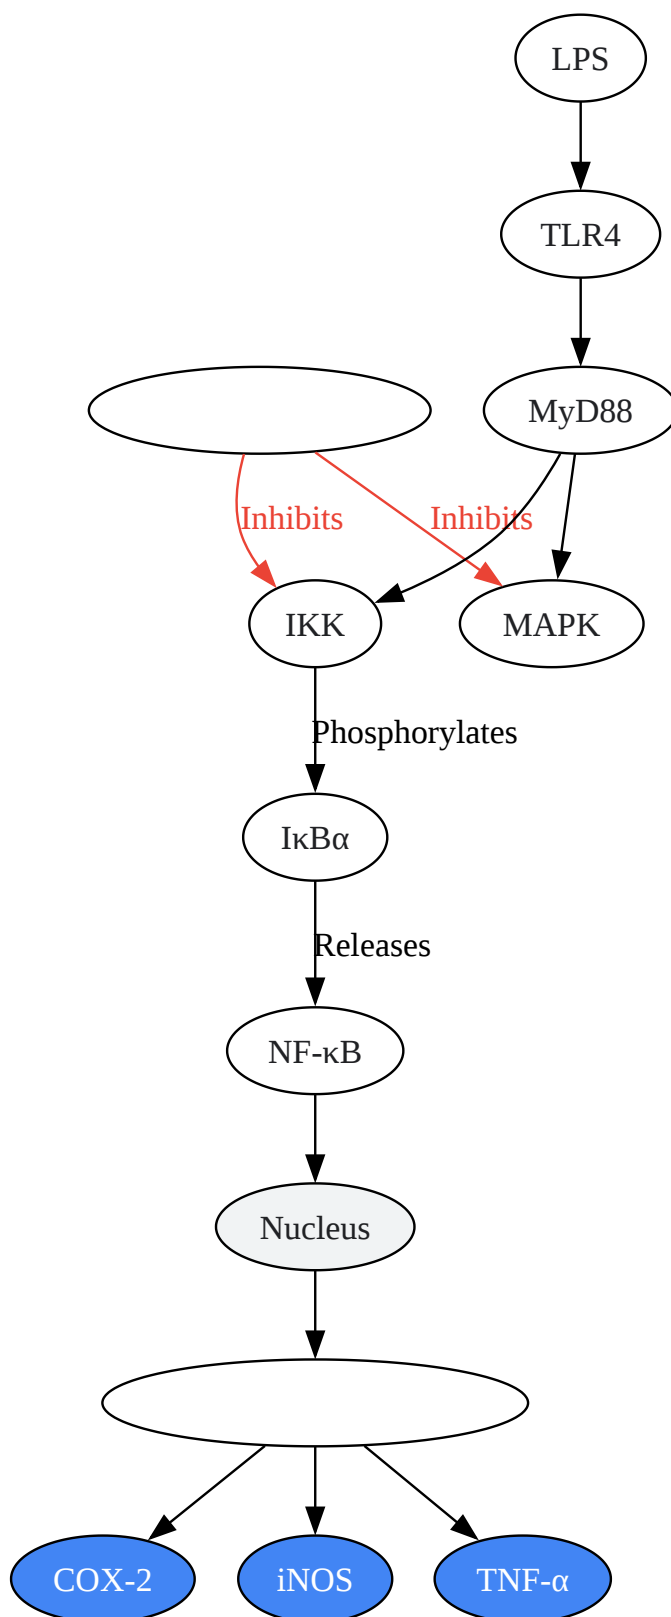 LPS
TLR4
MyD88
Inhibits
Inhibits
IKK
MAPK
Phosphorylates
IκBα
Releases
NF-κB
Nucleus
COX-2
iNOS
TNF-α